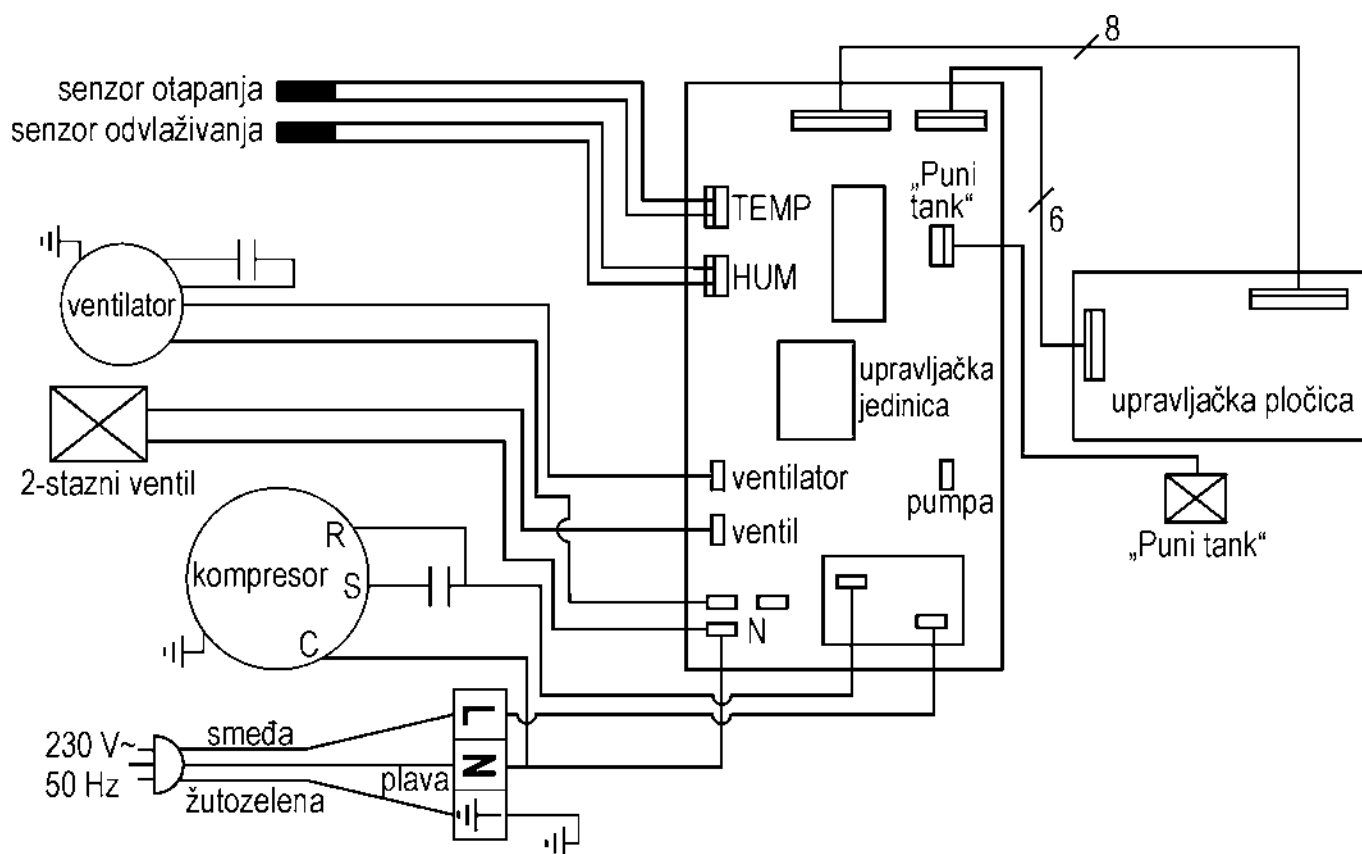 8
senzor otapanja
senzor odvlaživanja
„Puni
tank“
TEMP
6
HUM
ventilator
upravljačka
jedinica
upravljačka pločica
2-stazni ventil
ventilator
pumpa
ventil
„Puni tank“
R
kompresor
S
N
C
L
230 V~
smeđa
N
50 Hz
plava
žutozelena